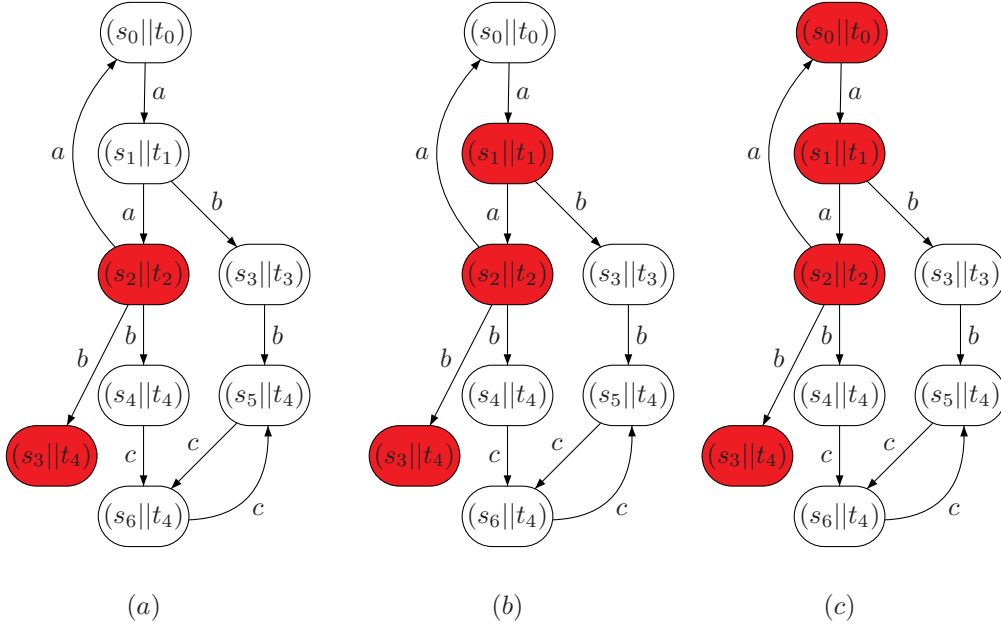 (s₀||t₀) (s₀||t₀) (s₀||t₀)
a a a
a (s₁||t₁) a (s₁||t₁) a (s₁||t₁)
a b a b a b
(s₂||t₂) (s₃||t₃) (s₂||t₂) (s₃||t₃) (s₂||t₂) (s₃||t₃)
b b b b b b b b b
(s₄||t₄) (s₅||t₄) (s₄||t₄) (s₅||t₄) (s₄||t₄) (s₅||t₄)
(s₃||t₄) c c (s₃||t₄) c c (s₃||t₄) c c
(s₆||t₄) c (s₆||t₄) c (s₆||t₄) c
(a) (b) (c)